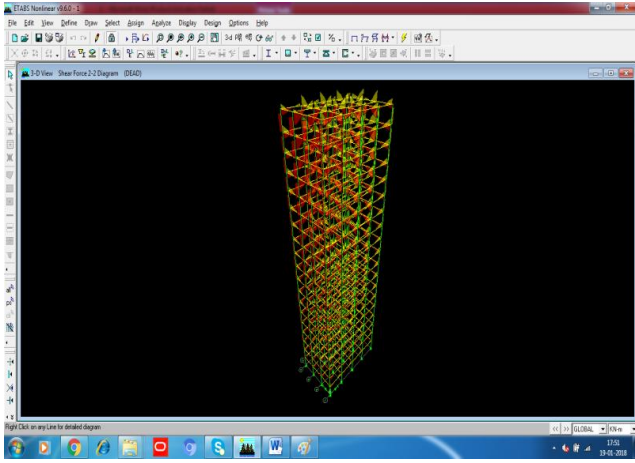 ETABS Nonlinear v9.6.0 - 1
File Edit View Define Draw Select Assign Analyze Display Design Options Help
3-D View Shear Force 2-2 Diagram (DEAD)
Right Click on any Line for detailed diagram
GLOBAL KN-m
17:51
19-01-2018